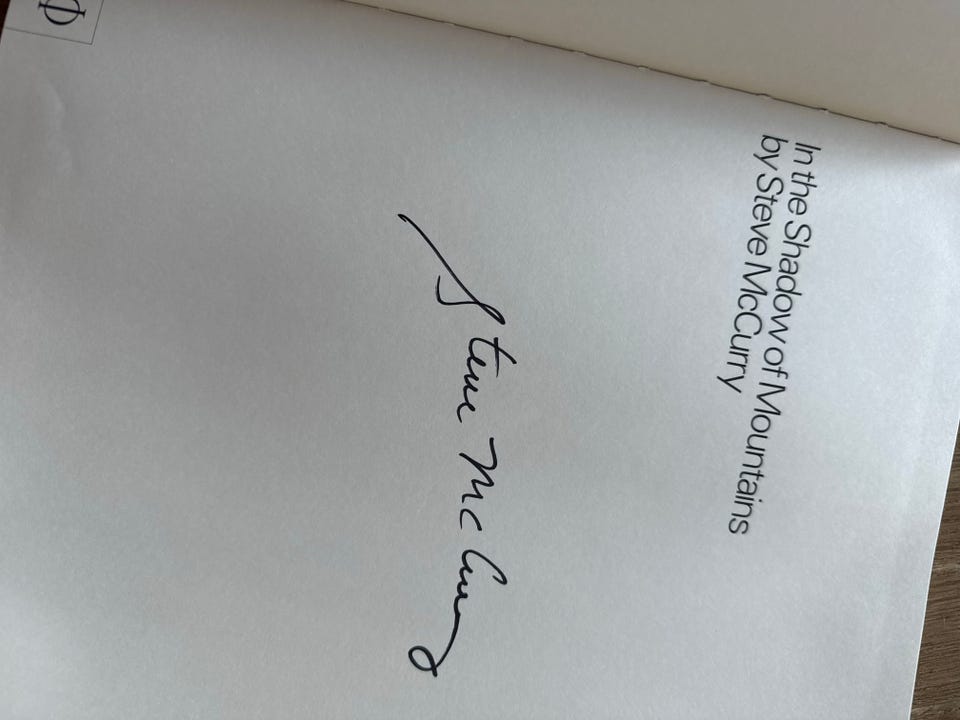 In the Shadow of Mountains
by Steve McCurry
Steve McCurry
Φ